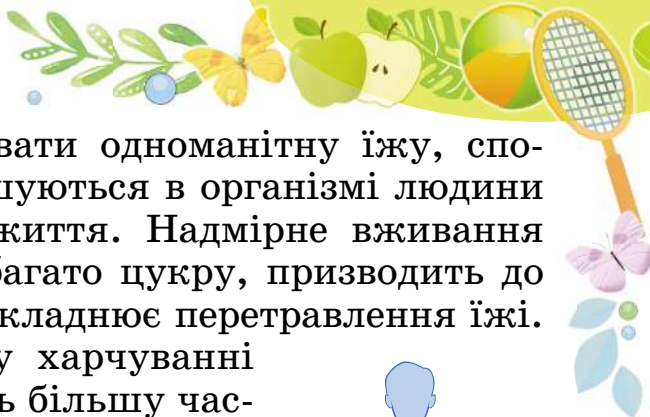 вати одноманітну їжу, спо-
шуються в організмі людини
життя. Надмірне вживання
багато цукру, призводить до
кладнює перетравлення їжі.
у харчуванні
ь більшу час-